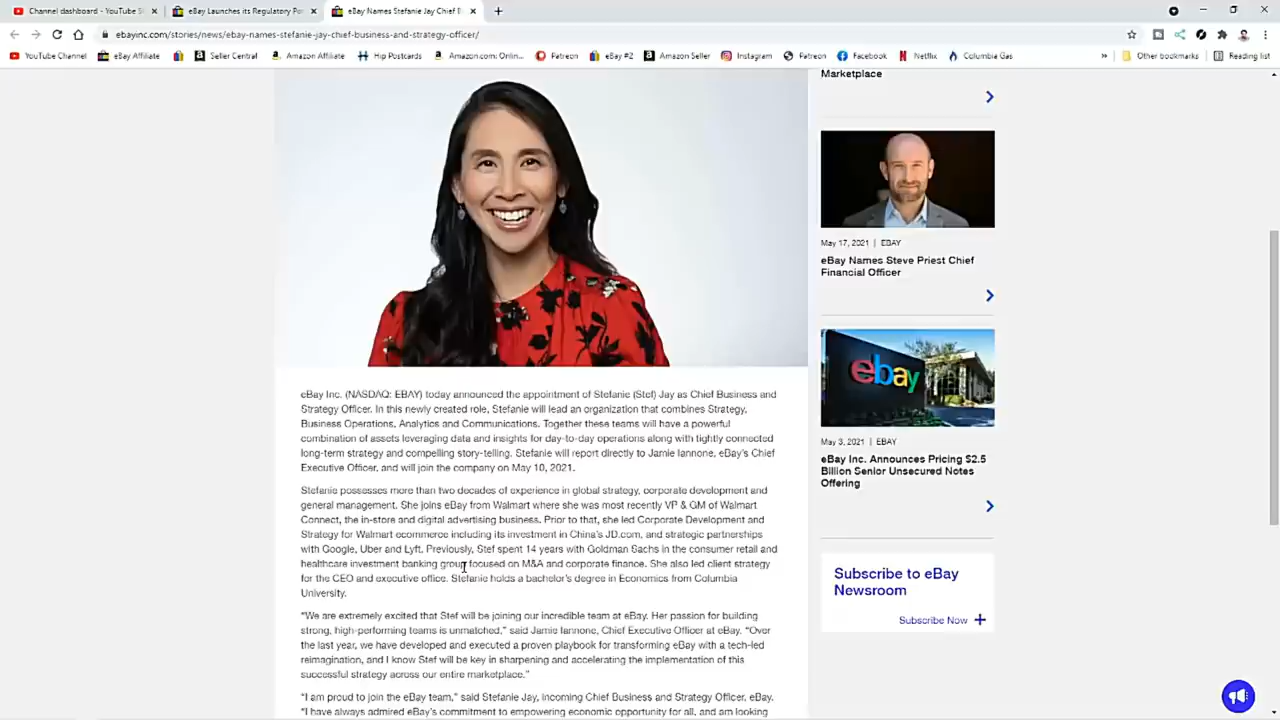 Channel dashboard - YouTube S
eBay Launches its Regulatory Por
eBay Names Stefanie Jay Chief B
ebayinc.com/stories/news/ebay-names-stefanie-jay-chief-business-and-strategy-officer/
YouTube Channel
eBay Affiliate
Seller Central
Amazon Affiliate
Hip Postcards
Amazon.com: Onlin...
Patreon
eBay #2
Amazon Seller
Instagram
Patreon
Facebook
Netflix
Columbia Gas
»
Other bookmarks
Reading list
Marketplace
May 17, 2021 | EBAY
eBay Names Steve Priest Chief
Financial Officer
ebay
May 3, 2021 | EBAY
eBay Inc. Announces Pricing $2.5
Billion Senior Unsecured Notes
Offering
Subscribe to eBay
Newsroom
Subscribe Now +
eBay Inc. (NASDAQ: EBAY) today announced the appointment of Stefanie (Stef) Jay as Chief Business and
Strategy Officer. In this newly created role, Stefanie will lead an organization that combines Strategy,
Business Operations, Analytics and Communications. Together these teams will have a powerful
combination of assets leveraging data and insights for day-to-day operations along with tightly connected
long-term strategy and compelling story-telling. Stefanie will report directly to Jamie Iannone, eBay's Chief
Executive Officer, and will join the company on May 10, 2021.
Stefanie possesses more than two decades of experience in global strategy, corporate development and
general management. She joins eBay from Walmart where she was most recently VP & GM of Walmart
Connect, the in-store and digital advertising business. Prior to that, she led Corporate Development and
Strategy for Walmart ecommerce including its investment in China's JD.com, and strategic partnerships
with Google, Uber and Lyft. Previously, Stef spent 14 years with Goldman Sachs in the consumer retail and
healthcare investment banking group focused on M&A and corporate finance. She also led client strategy
for the CEO and executive office. Stefanie holds a bachelor's degree in Economics from Columbia
University.
"We are extremely excited that Stef will be joining our incredible team at eBay. Her passion for building
strong, high-performing teams is unmatched," said Jamie Iannone, Chief Executive Officer at eBay. "Over
the last year, we have developed and executed a proven playbook for transforming eBay with a tech-led
reimagination, and I know Stef will be key in sharpening and accelerating the implementation of this
successful strategy across our entire marketplace."
"I am proud to join the eBay team," said Stefanie Jay, incoming Chief Business and Strategy Officer, eBay.
"I have always admired eBay's commitment to empowering economic opportunity for all, and am looking